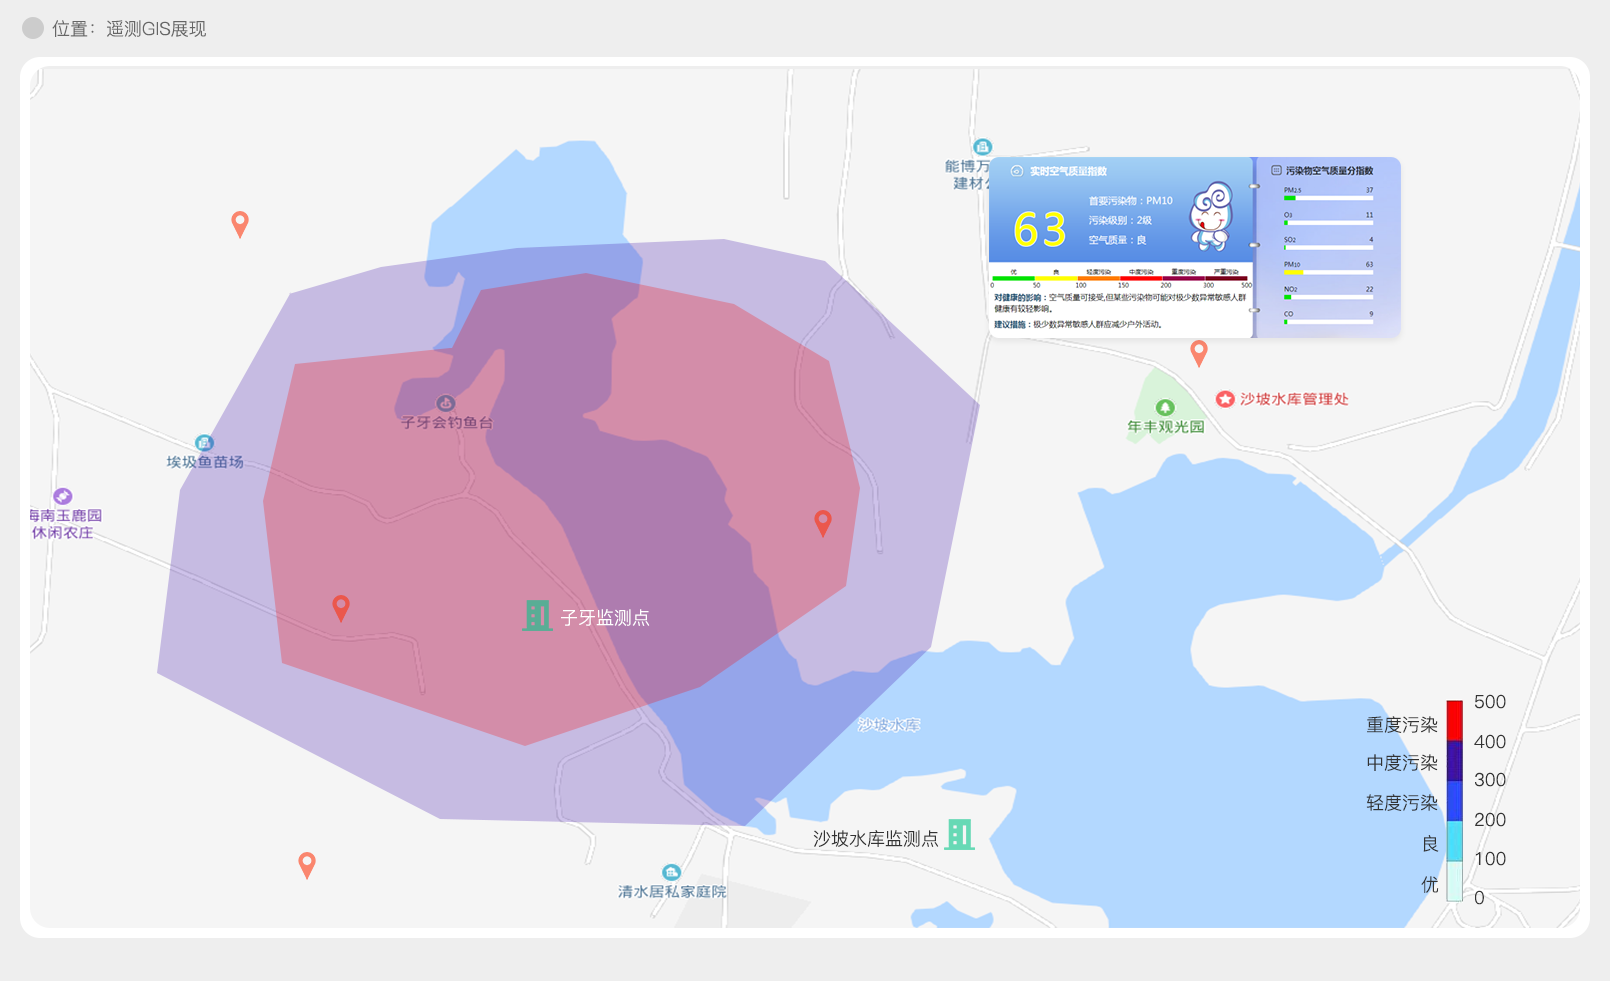 位置：遥测GIS展现
能博万
建材公
实时空气质量指数
63
首要污染物：PM10
污染级别：2级
空气质量：良
优 良 轻度污染 中度污染 重度污染 严重污染
0 50 100 150 200 300 500
对健康的影响：空气质量可接受,但某些污染物可能对极少数异常敏感人群
健康有较轻影响。
建议措施：极少数异常敏感人群应减少户外活动。
污染物空气质量分指数
PM2.5 37
O3 11
SO2 4
PM10 63
NO2 22
CO 9
沙坡水库管理处
年丰观光园
子牙会钓鱼台
埃圾鱼苗场
海南玉鹿园
休闲农庄
子牙监测点
沙坡水库
沙坡水库监测点
清水居私家庭院
500
重度污染
400
中度污染
300
轻度污染
200
良
100
优
0